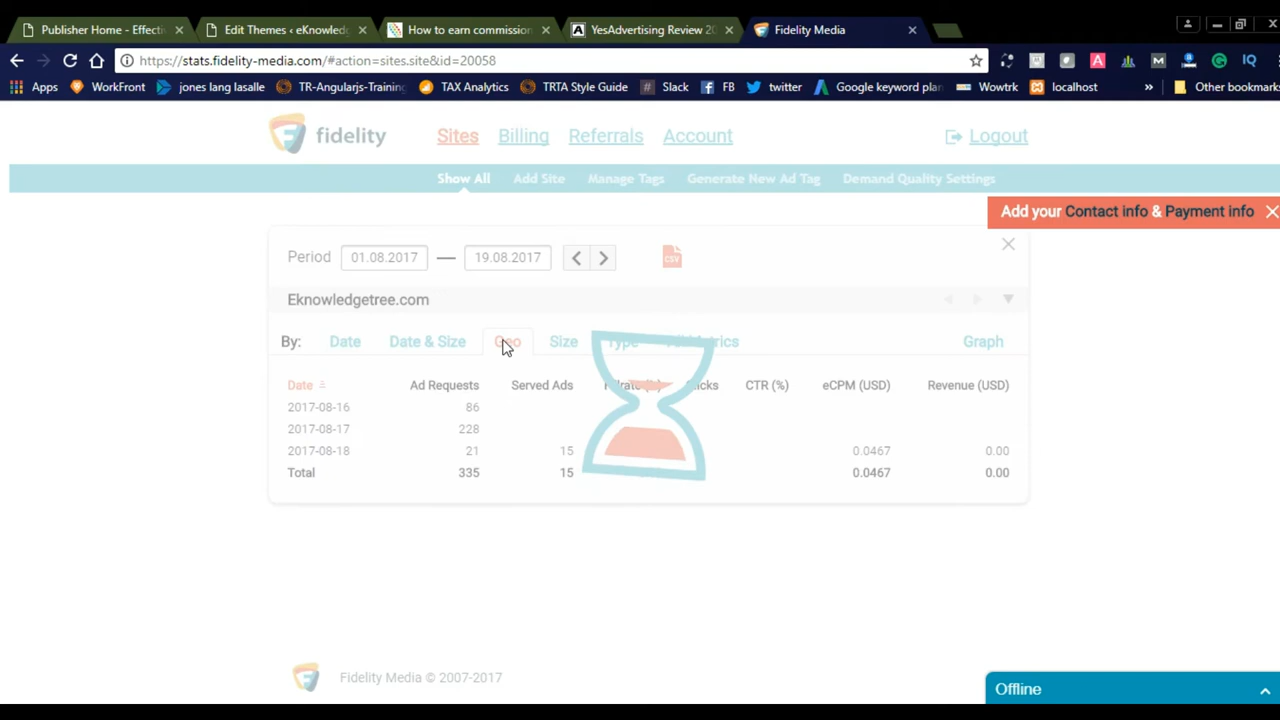 Publisher Home - Effecti
Edit Themes ‹ eKnowledg
How to earn commission
YesAdvertising Review 20
Fidelity Media
https://stats.fidelity-media.com/#action=sites.site&id=20058
Apps
WorkFront
jones lang lasalle
TR-Angularjs-Training
TAX Analytics
TRTA Style Guide
Slack
FB
twitter
Google keyword plan
Wowtrk
localhost
»
Other bookmarks
fidelity
Sites
Billing
Referrals
Account
Logout
Show All
Add Site
Manage Tags
Generate New Ad Tag
Demand Quality Settings
Add your Contact info & Payment info
Period
01.08.2017
—
19.08.2017
CSV
Eknowledgetree.com
By:
Date
Date & Size
Geo
Size
Type
Graph
Date
Ad Requests
Served Ads
CTR (%)
eCPM (USD)
Revenue (USD)
2017-08-16
86
2017-08-17
228
2017-08-18
21
15
0.0467
0.00
Total
335
15
0.0467
0.00
Fidelity Media © 2007-2017
Offline